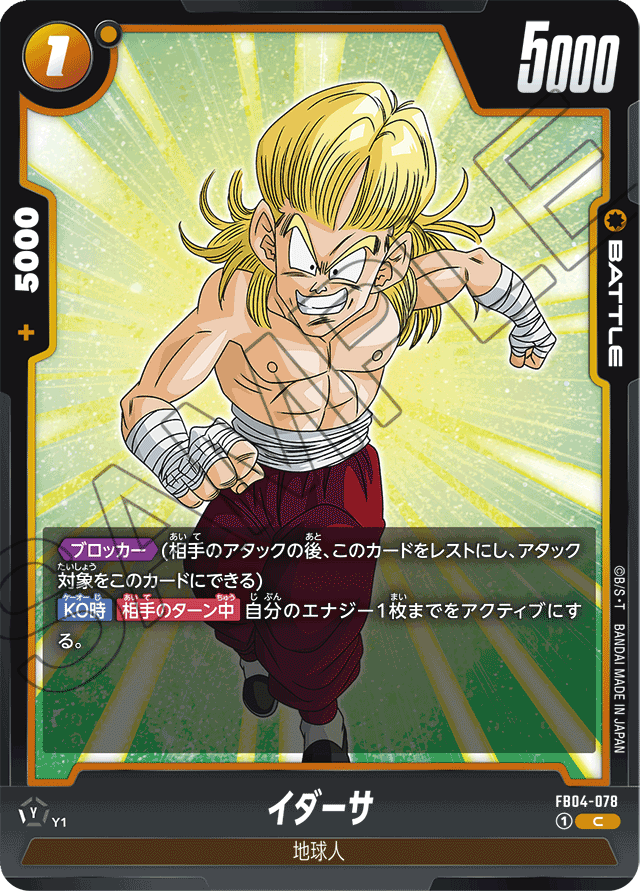 1
5000
+ 5000
BATTLE
SAMPLE
ブロッカー (相手のアタックの後、このカードをレストにし、アタック
対象をこのカードにできる)
KO時 相手のターン中 自分のエナジー1枚までをアクティブにす
る。
©B/S・T BANDAI MADE IN JAPAN
イダーサ
FB04-078
Y Y1
① C
地球人